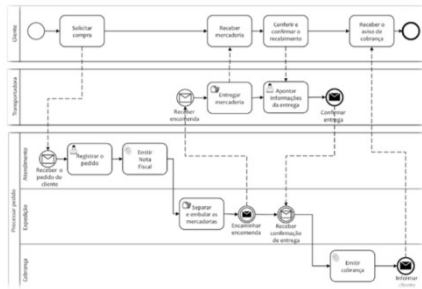 Cliente
Solicitar
compra
Receber
mercadoria
Conferir e
confirmar o
recebimento
Receber o
aviso de
cobrança
Transportadora
Receber
encomenda
Entregar
mercadoria
Apontar
informações
da entrega
Confirmar
entrega
Processar pedido
Atendimento
Receber o
pedido do
cliente
Registrar o
pedido
Emitir
Nota
Fiscal
Expedição
Separar
e embalar as
mercadorias
Encaminhar
encomenda
Receber
confirmação
de entrega
Cobrança
Emitir
cobrança
Informar
cliente